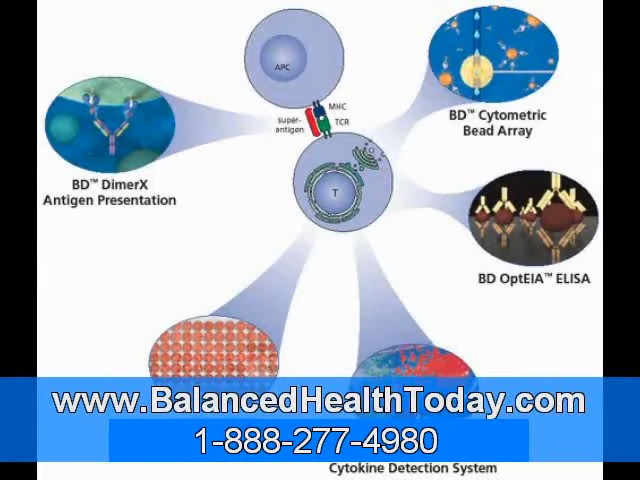 APC
MHC
super-
antigen
TCR
T
BD™ Cytometric
Bead Array
BD™ DimerX
Antigen Presentation
BD OptEIA™ ELISA
www.BalancedHealthToday.com
1-888-277-4980
Cytokine Detection System